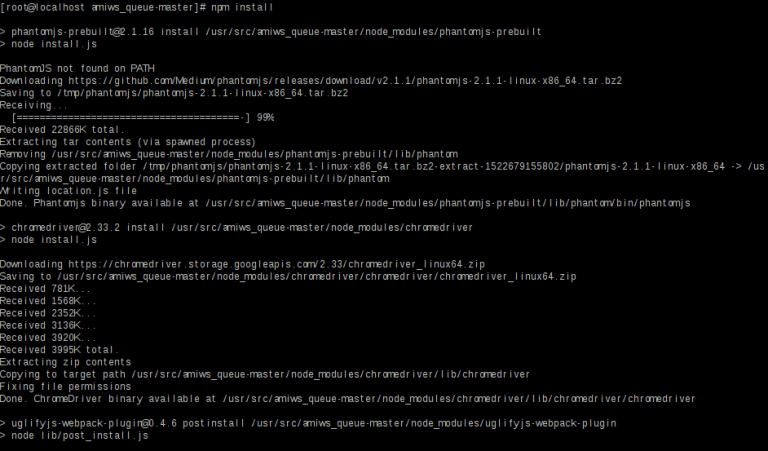 [root@localhost amiws_queue-master]# npm install
> phantomjs-prebuilt@2.1.16 install /usr/src/amiws_queue-master/node_modules/phantomjs-prebuilt
> node install.js
PhantomJS not found on PATH
Downloading https://github.com/Medium/phantomjs/releases/download/v2.1.1/phantomjs-2.1.1-linux-x86_64.tar.bz2
Saving to /tmp/phantomjs/phantomjs-2.1.1-linux-x86_64.tar.bz2
Receiving...
[=======================================-] 99%
Received 22866K total.
Extracting tar contents (via spawned process)
Removing /usr/src/amiws_queue-master/node_modules/phantomjs-prebuilt/lib/phantom
Copying extracted folder /tmp/phantomjs/phantomjs-2.1.1-linux-x86_64.tar.bz2-extract-1522679155802/phantomjs-2.1.1-linux-x86_64 -> /us
r/src/amiws_queue-master/node_modules/phantomjs-prebuilt/lib/phantom
Writing location.js file
Done. Phantomjs binary available at /usr/src/amiws_queue-master/node_modules/phantomjs-prebuilt/lib/phantom/bin/phantomjs
> chromedriver@2.33.2 install /usr/src/amiws_queue-master/node_modules/chromedriver
> node install.js
Downloading https://chromedriver.storage.googleapis.com/2.33/chromedriver_linux64.zip
Saving to /usr/src/amiws_queue-master/node_modules/chromedriver/chromedriver/chromedriver_linux64.zip
Received 781K...
Received 1568K...
Received 2352K...
Received 3136K...
Received 3920K...
Received 3995K total.
Extracting zip contents
Copying to target path /usr/src/amiws_queue-master/node_modules/chromedriver/lib/chromedriver
Fixing file permissions
Done. ChromeDriver binary available at /usr/src/amiws_queue-master/node_modules/chromedriver/lib/chromedriver/chromedriver
> uglifyjs-webpack-plugin@0.4.6 postinstall /usr/src/amiws_queue-master/node_modules/uglifyjs-webpack-plugin
> node lib/post_install.js